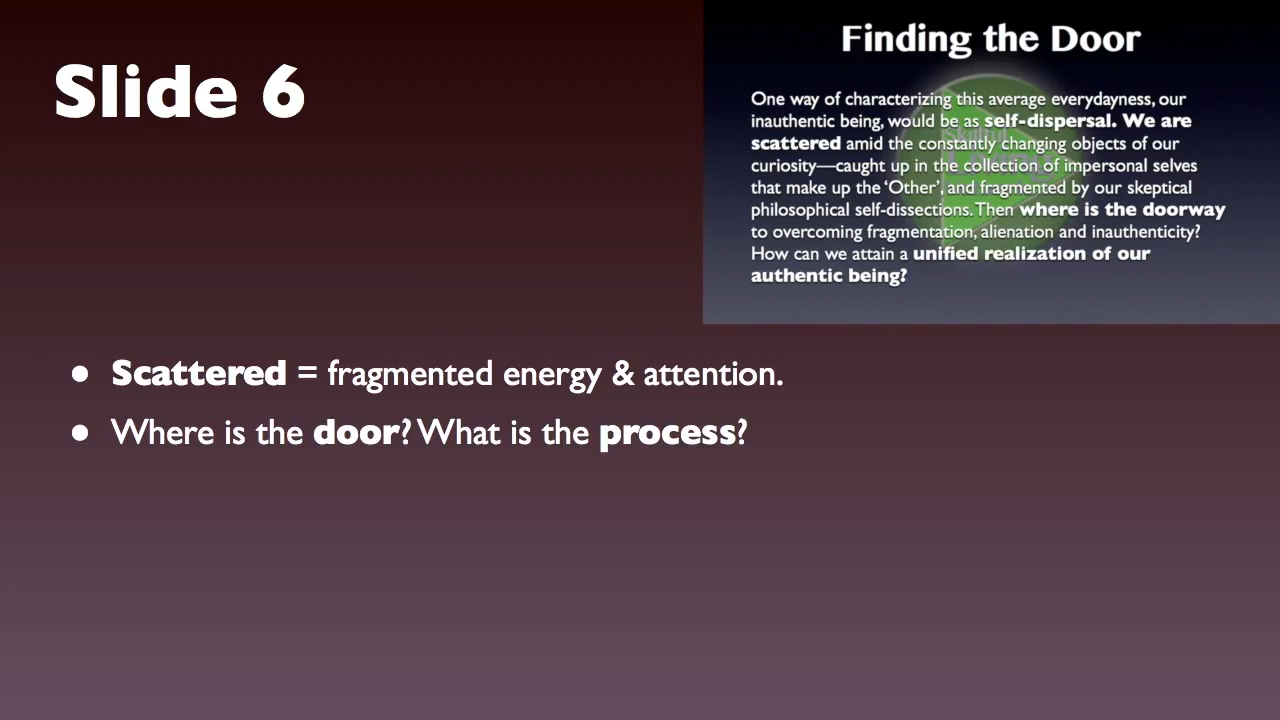 Slide 6
Finding the Door
One way of characterizing this average everydayness, our
inauthentic being, would be as self-dispersal. We are
scattered amid the constantly changing objects of our
curiosity—caught up in the collection of impersonal selves
that make up the ‘Other’, and fragmented by our skeptical
philosophical self-dissections. Then where is the doorway
to overcoming fragmentation, alienation and inauthenticity?
How can we attain a unified realization of our
authentic being?
● Scattered = fragmented energy & attention.
● Where is the door? What is the process?